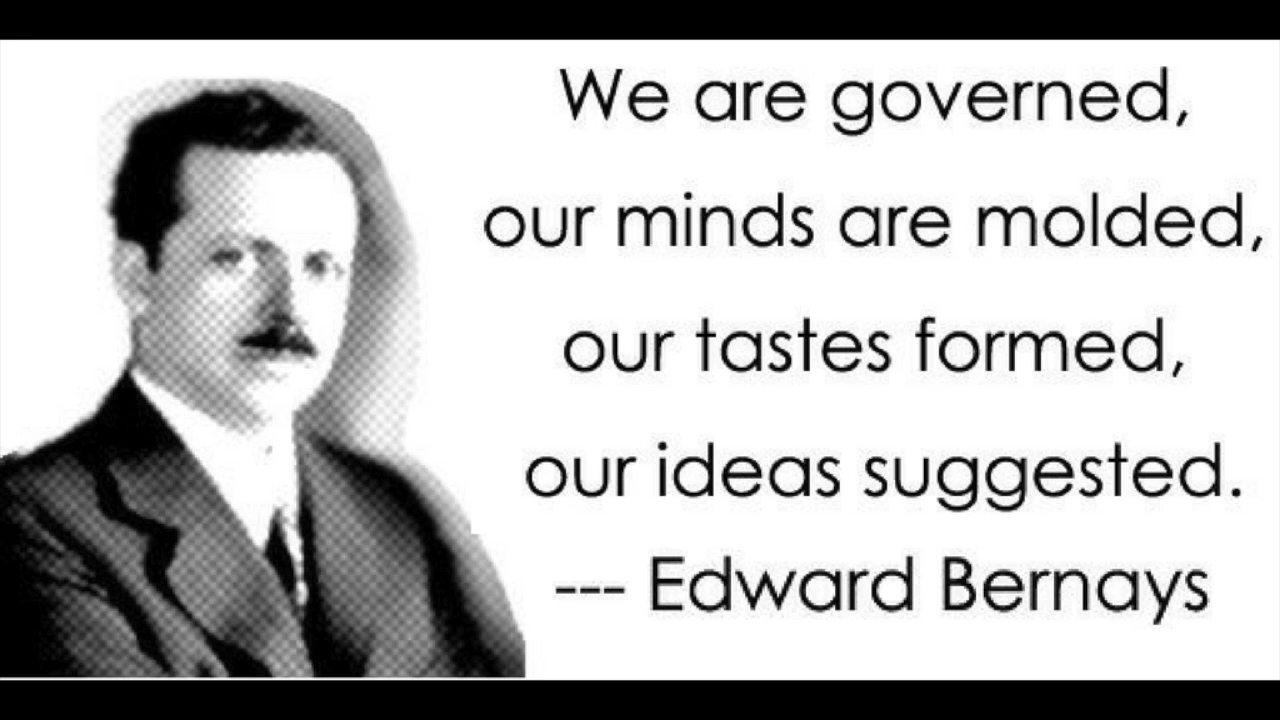 We are governed,
our minds are molded,
our tastes formed,
our ideas suggested.
--- Edward Bernays